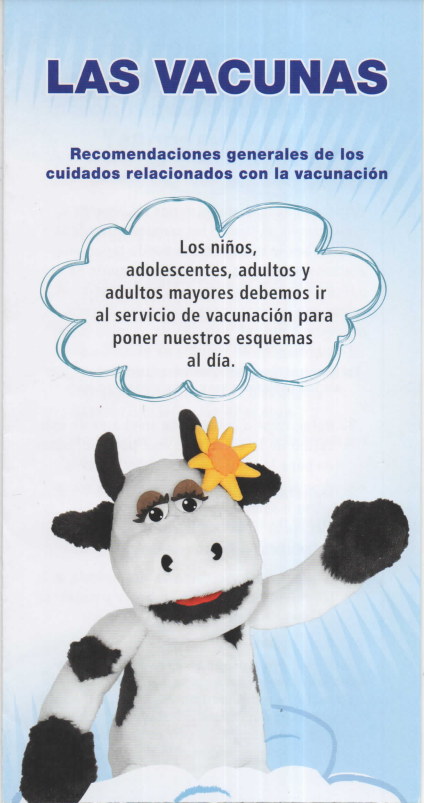 LAS VACUNAS
Recomendaciones generales de los
cuidados relacionados con la vacunación
Los niños,
adolescentes, adultos y
adultos mayores debemos ir
al servicio de vacunación para
poner nuestros esquemas
al día.